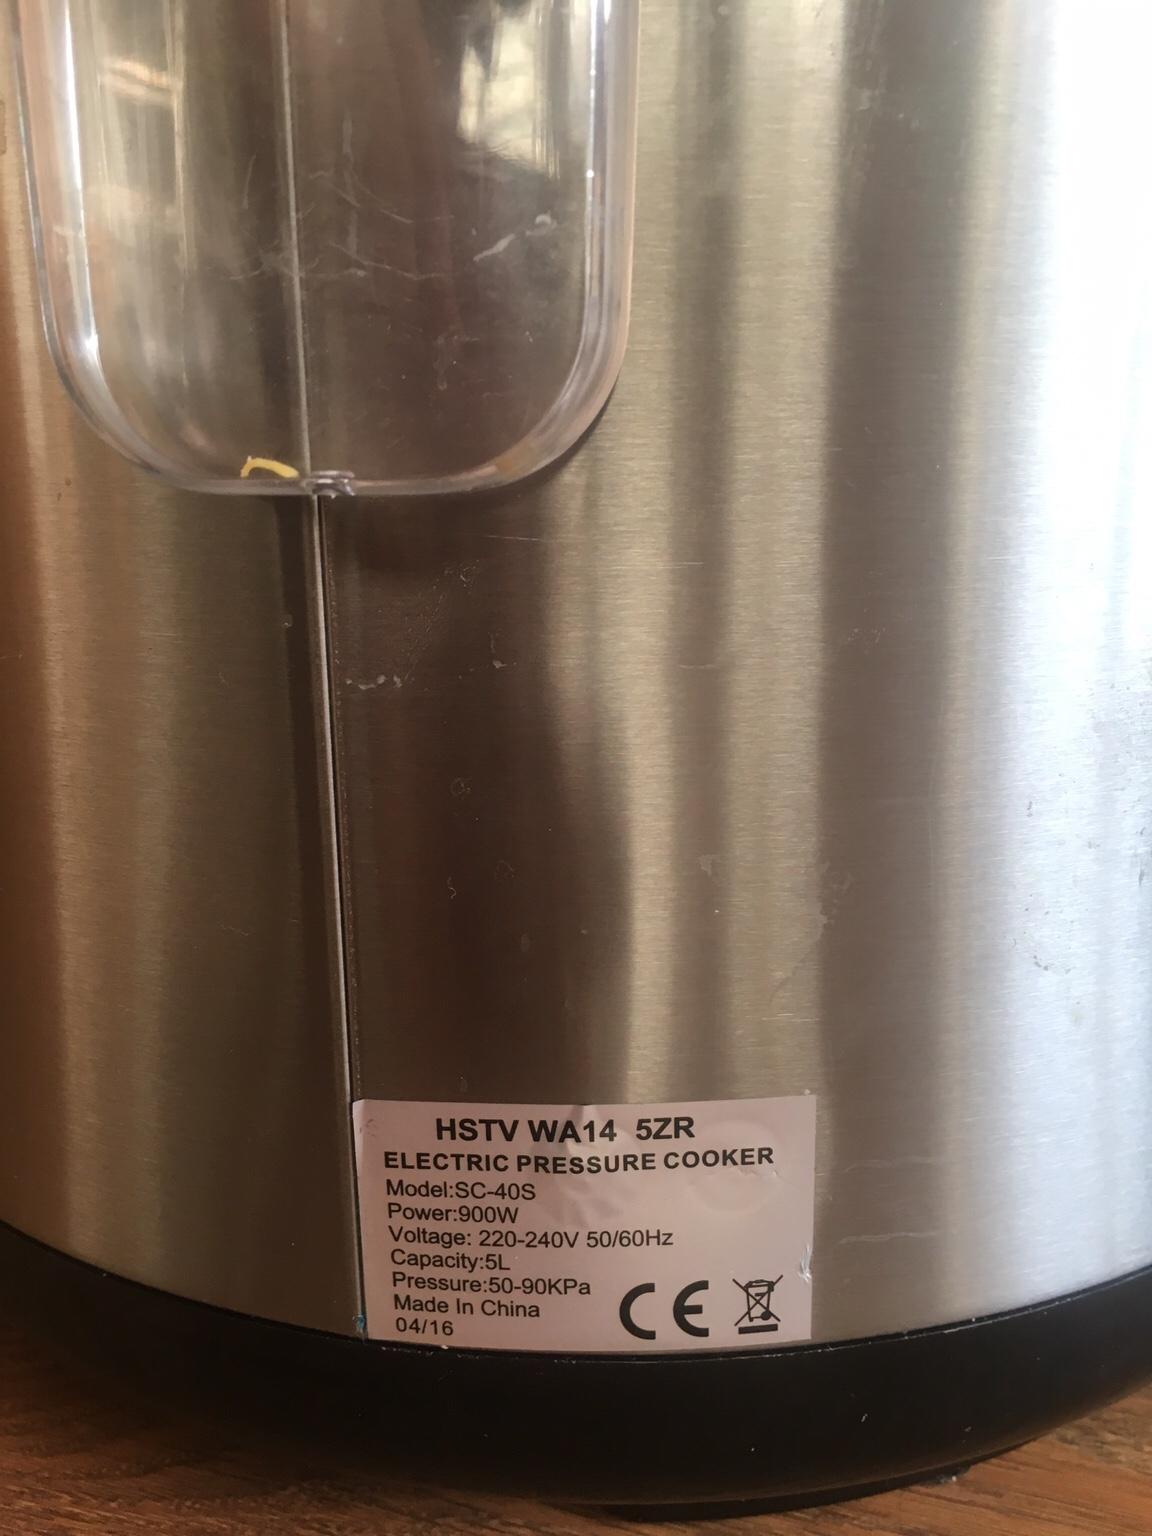 HSTV WA14 5ZR
ELECTRIC PRESSURE COOKER
Model:SC-40S
Power:900W
Voltage: 220-240V 50/60Hz
Capacity:5L
Pressure:50-90KPa
Made In China
04/16
CE